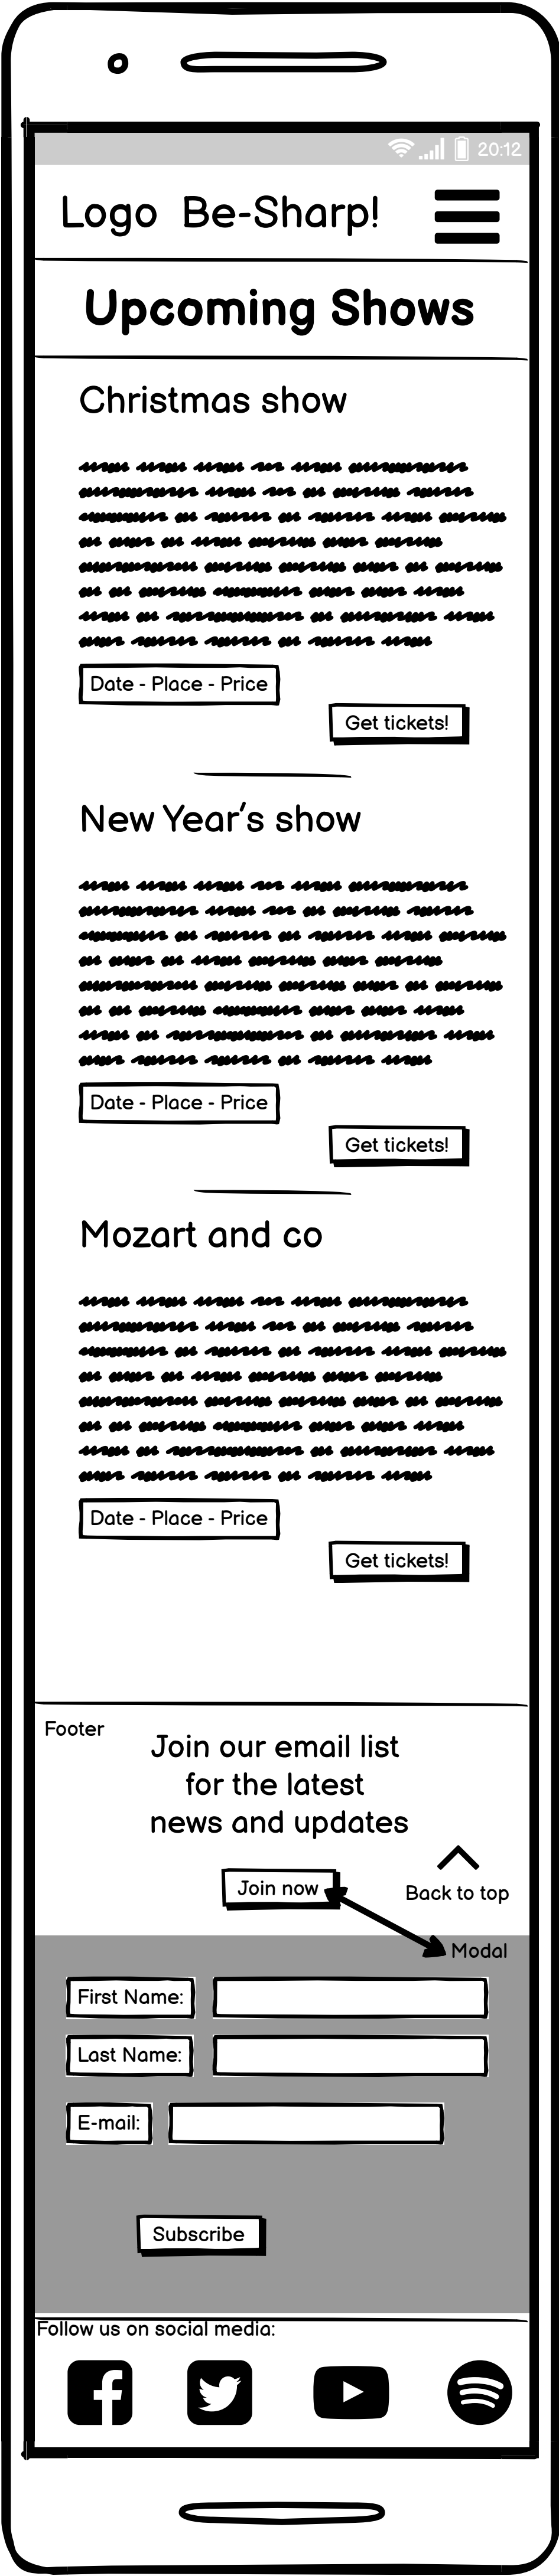 20:12
Logo Be-Sharp!
Upcoming Shows
Christmas show
Date - Place - Price
Get tickets!
New Year's show
Date - Place - Price
Get tickets!
Mozart and co
Date - Place - Price
Get tickets!
Footer
Join our email list
for the latest
news and updates
Join now
Back to top
Modal
First Name:
Last Name:
E-mail:
Subscribe
Follow us on social media: